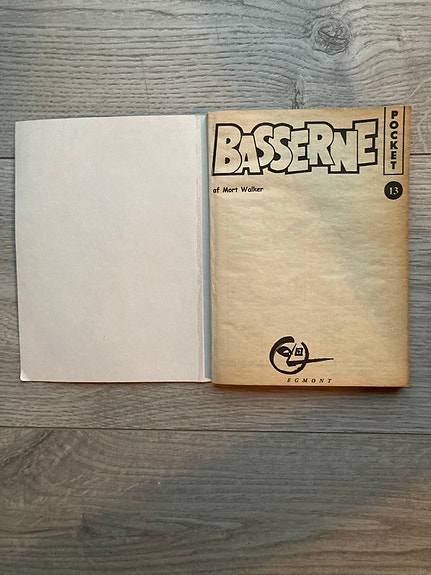 BASSERNE
POCKET
13
af Mort Walker
EGMONT